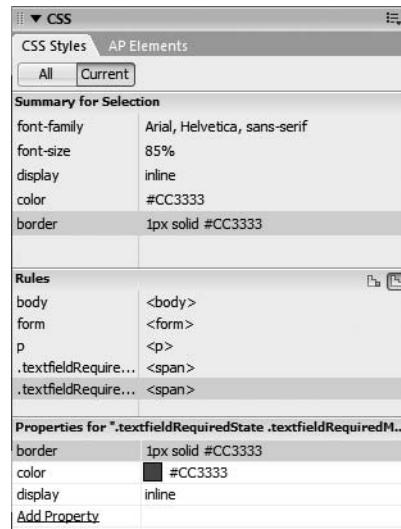 CSS
CSS Styles AP Elements
All Current
Summary for Selection
font-family Arial, Helvetica, sans-serif
font-size 85%
display inline
color #CC3333
border 1px solid #CC3333
Rules
body <body>
form <form>
p <p>
.textfieldRequire... <span>
.textfieldRequire... <span>
Properties for ".textfieldRequiredState .textfieldRequiredM...
border 1px solid #CC3333
color #CC3333
display inline
Add Property